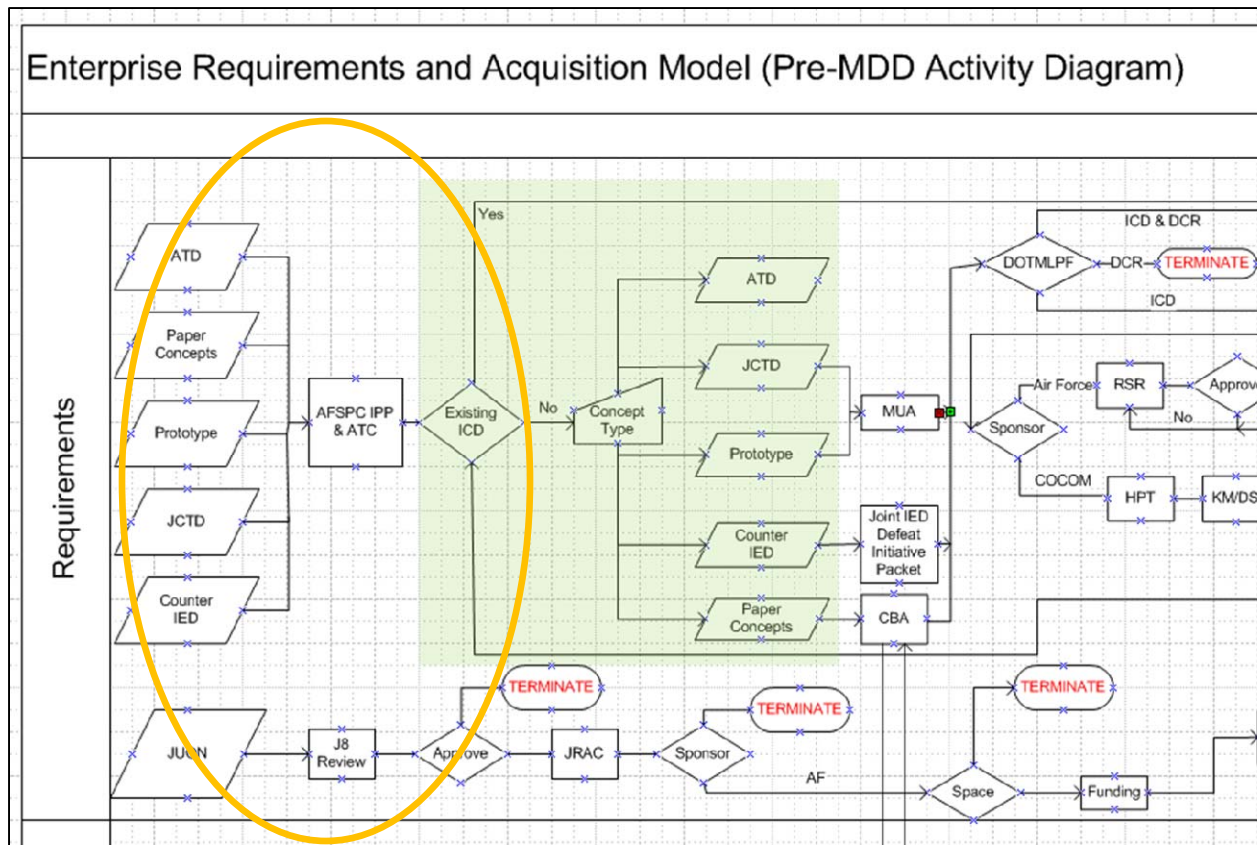 Enterprise Requirements and Acquisition Model (Pre-MDD Activity Diagram)
Requirements
ATD
Paper
Concepts
Prototype
JCTD
Counter
IED
AFSPC IPP
& ATC
Existing
ICD
Yes
No
Concept
Type
ATD
JCTD
Prototype
Counter
IED
Paper
Concepts
MUA
Joint IED
Defeat
Initiative
Packet
CBA
DOTMLPF
ICD & DCR
DCR
TERMINATE
ICD
Sponsor
Air Force
RSR
Approve
No
COCOM
HPT
KM/DS
JUON
J8
Review
Approve
TERMINATE
JRAC
Sponsor
TERMINATE
AF
Space
TERMINATE
Funding